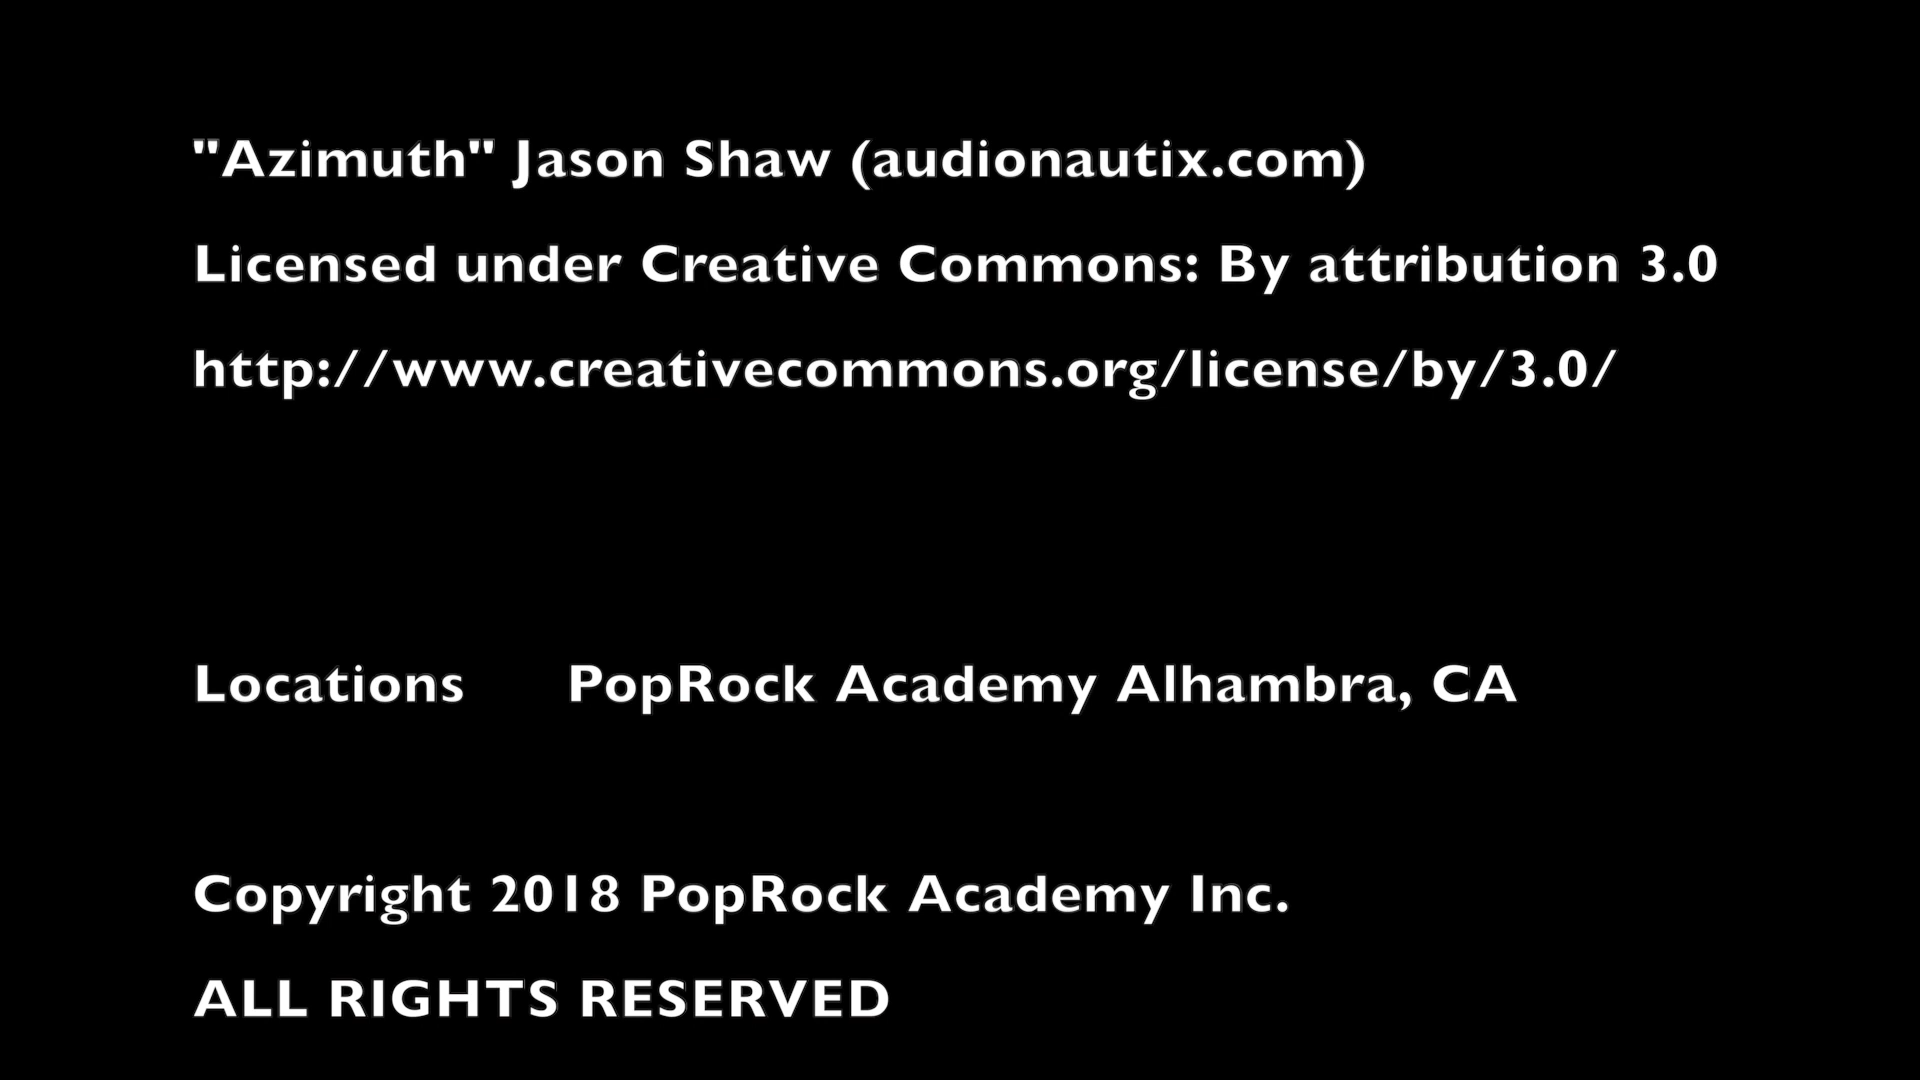 "Azimuth" Jason Shaw (audionautix.com)
Licensed under Creative Commons: By attribution 3.0
http://www.creativecommons.org/license/by/3.0/
Locations PopRock Academy Alhambra, CA
Copyright 2018 PopRock Academy Inc.
ALL RIGHTS RESERVED